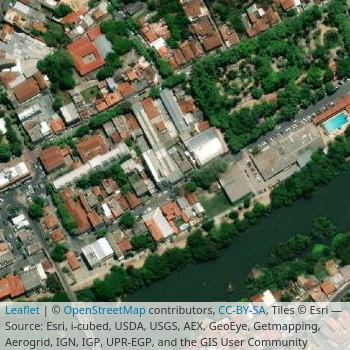 Leaflet | © OpenStreetMap contributors, CC-BY-SA, Tiles © Esri —
Source: Esri, i-cubed, USDA, USGS, AEX, GeoEye, Getmapping,
Aerogrid, IGN, IGP, UPR-EGP, and the GIS User Community